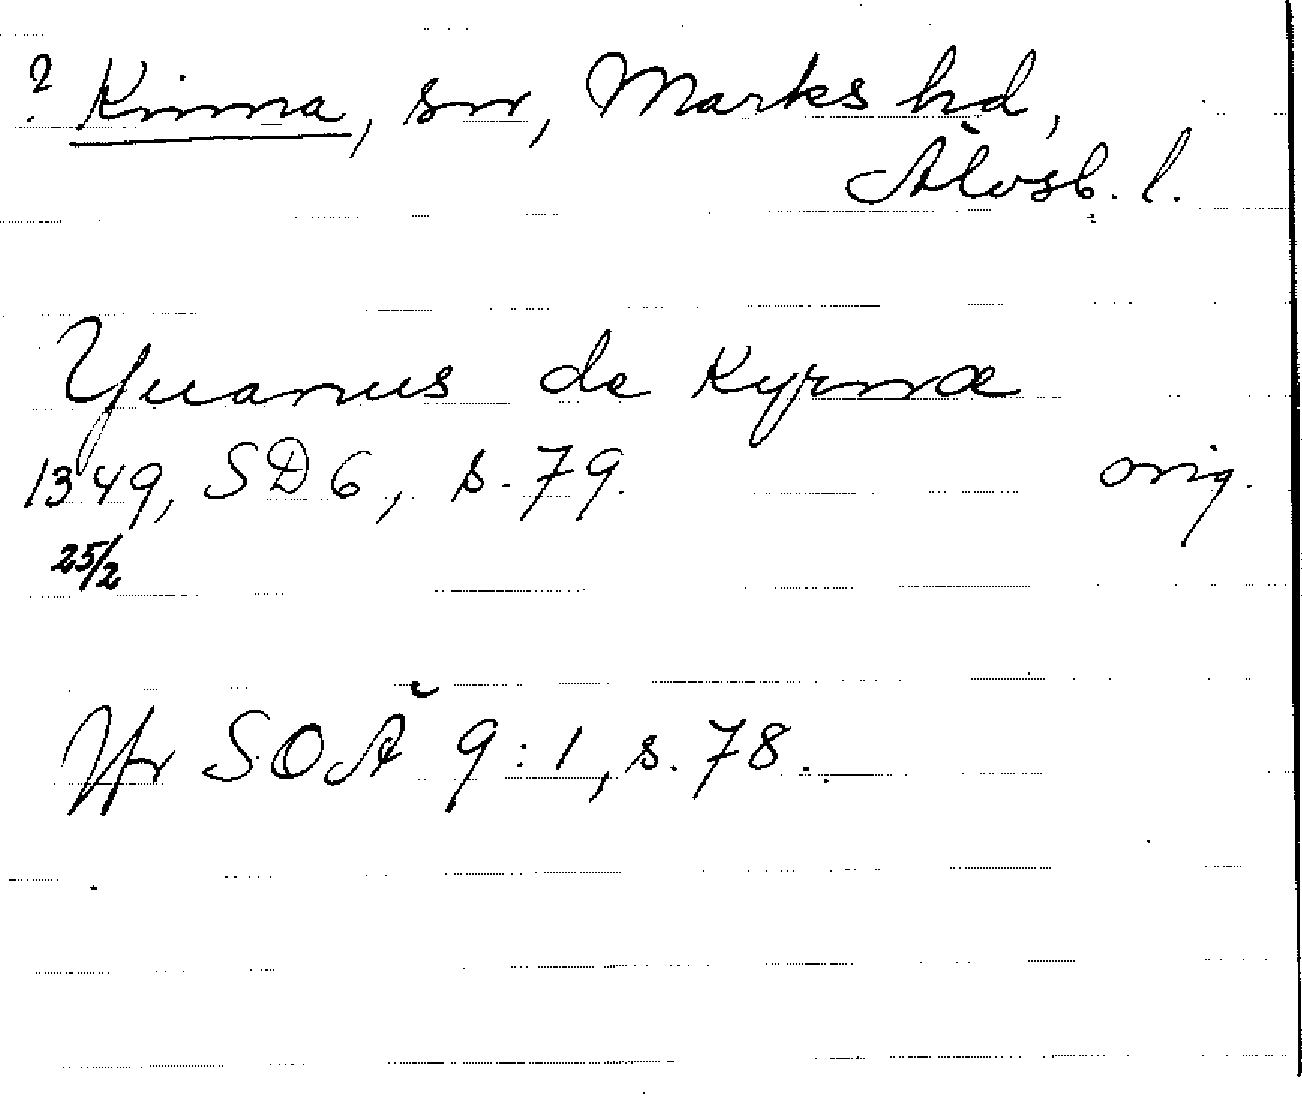 ? Kinna, sn, Marks hd,
Älvsb. l.
Yuanus de Kyrnæ
1349, SD 6, s. 79. orig.
25/2
Jfr SOÄ 9:1, s. 78.